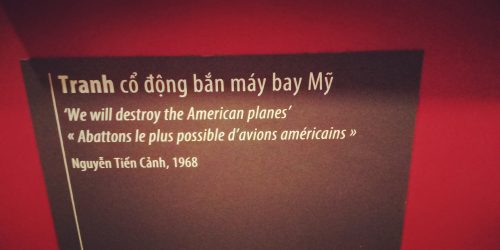 Tranh cổ động bắn máy bay Mỹ
‘We will destroy the American planes’
« Abattons le plus possible d’avions américains »
Nguyễn Tiến Cảnh, 1968